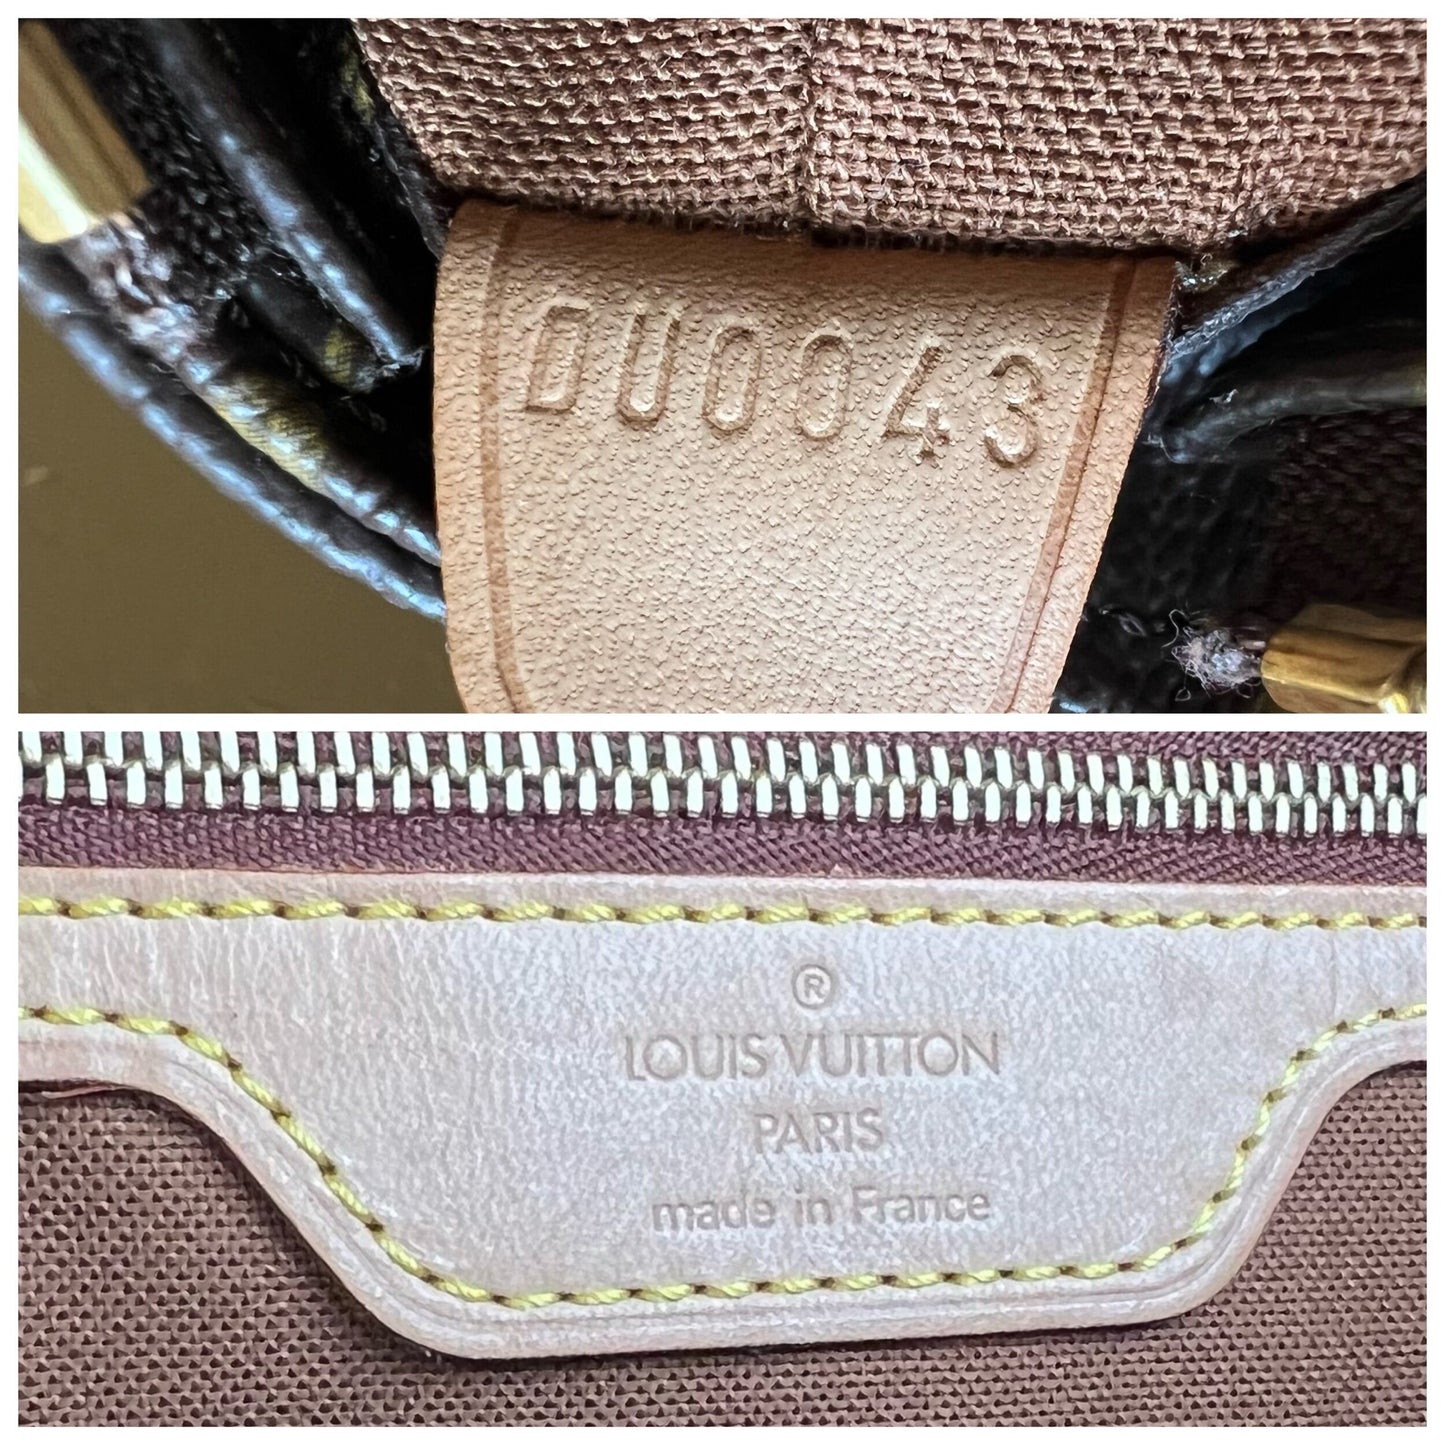 DU0043
®
LOUIS VUITTON
PARIS
made in France